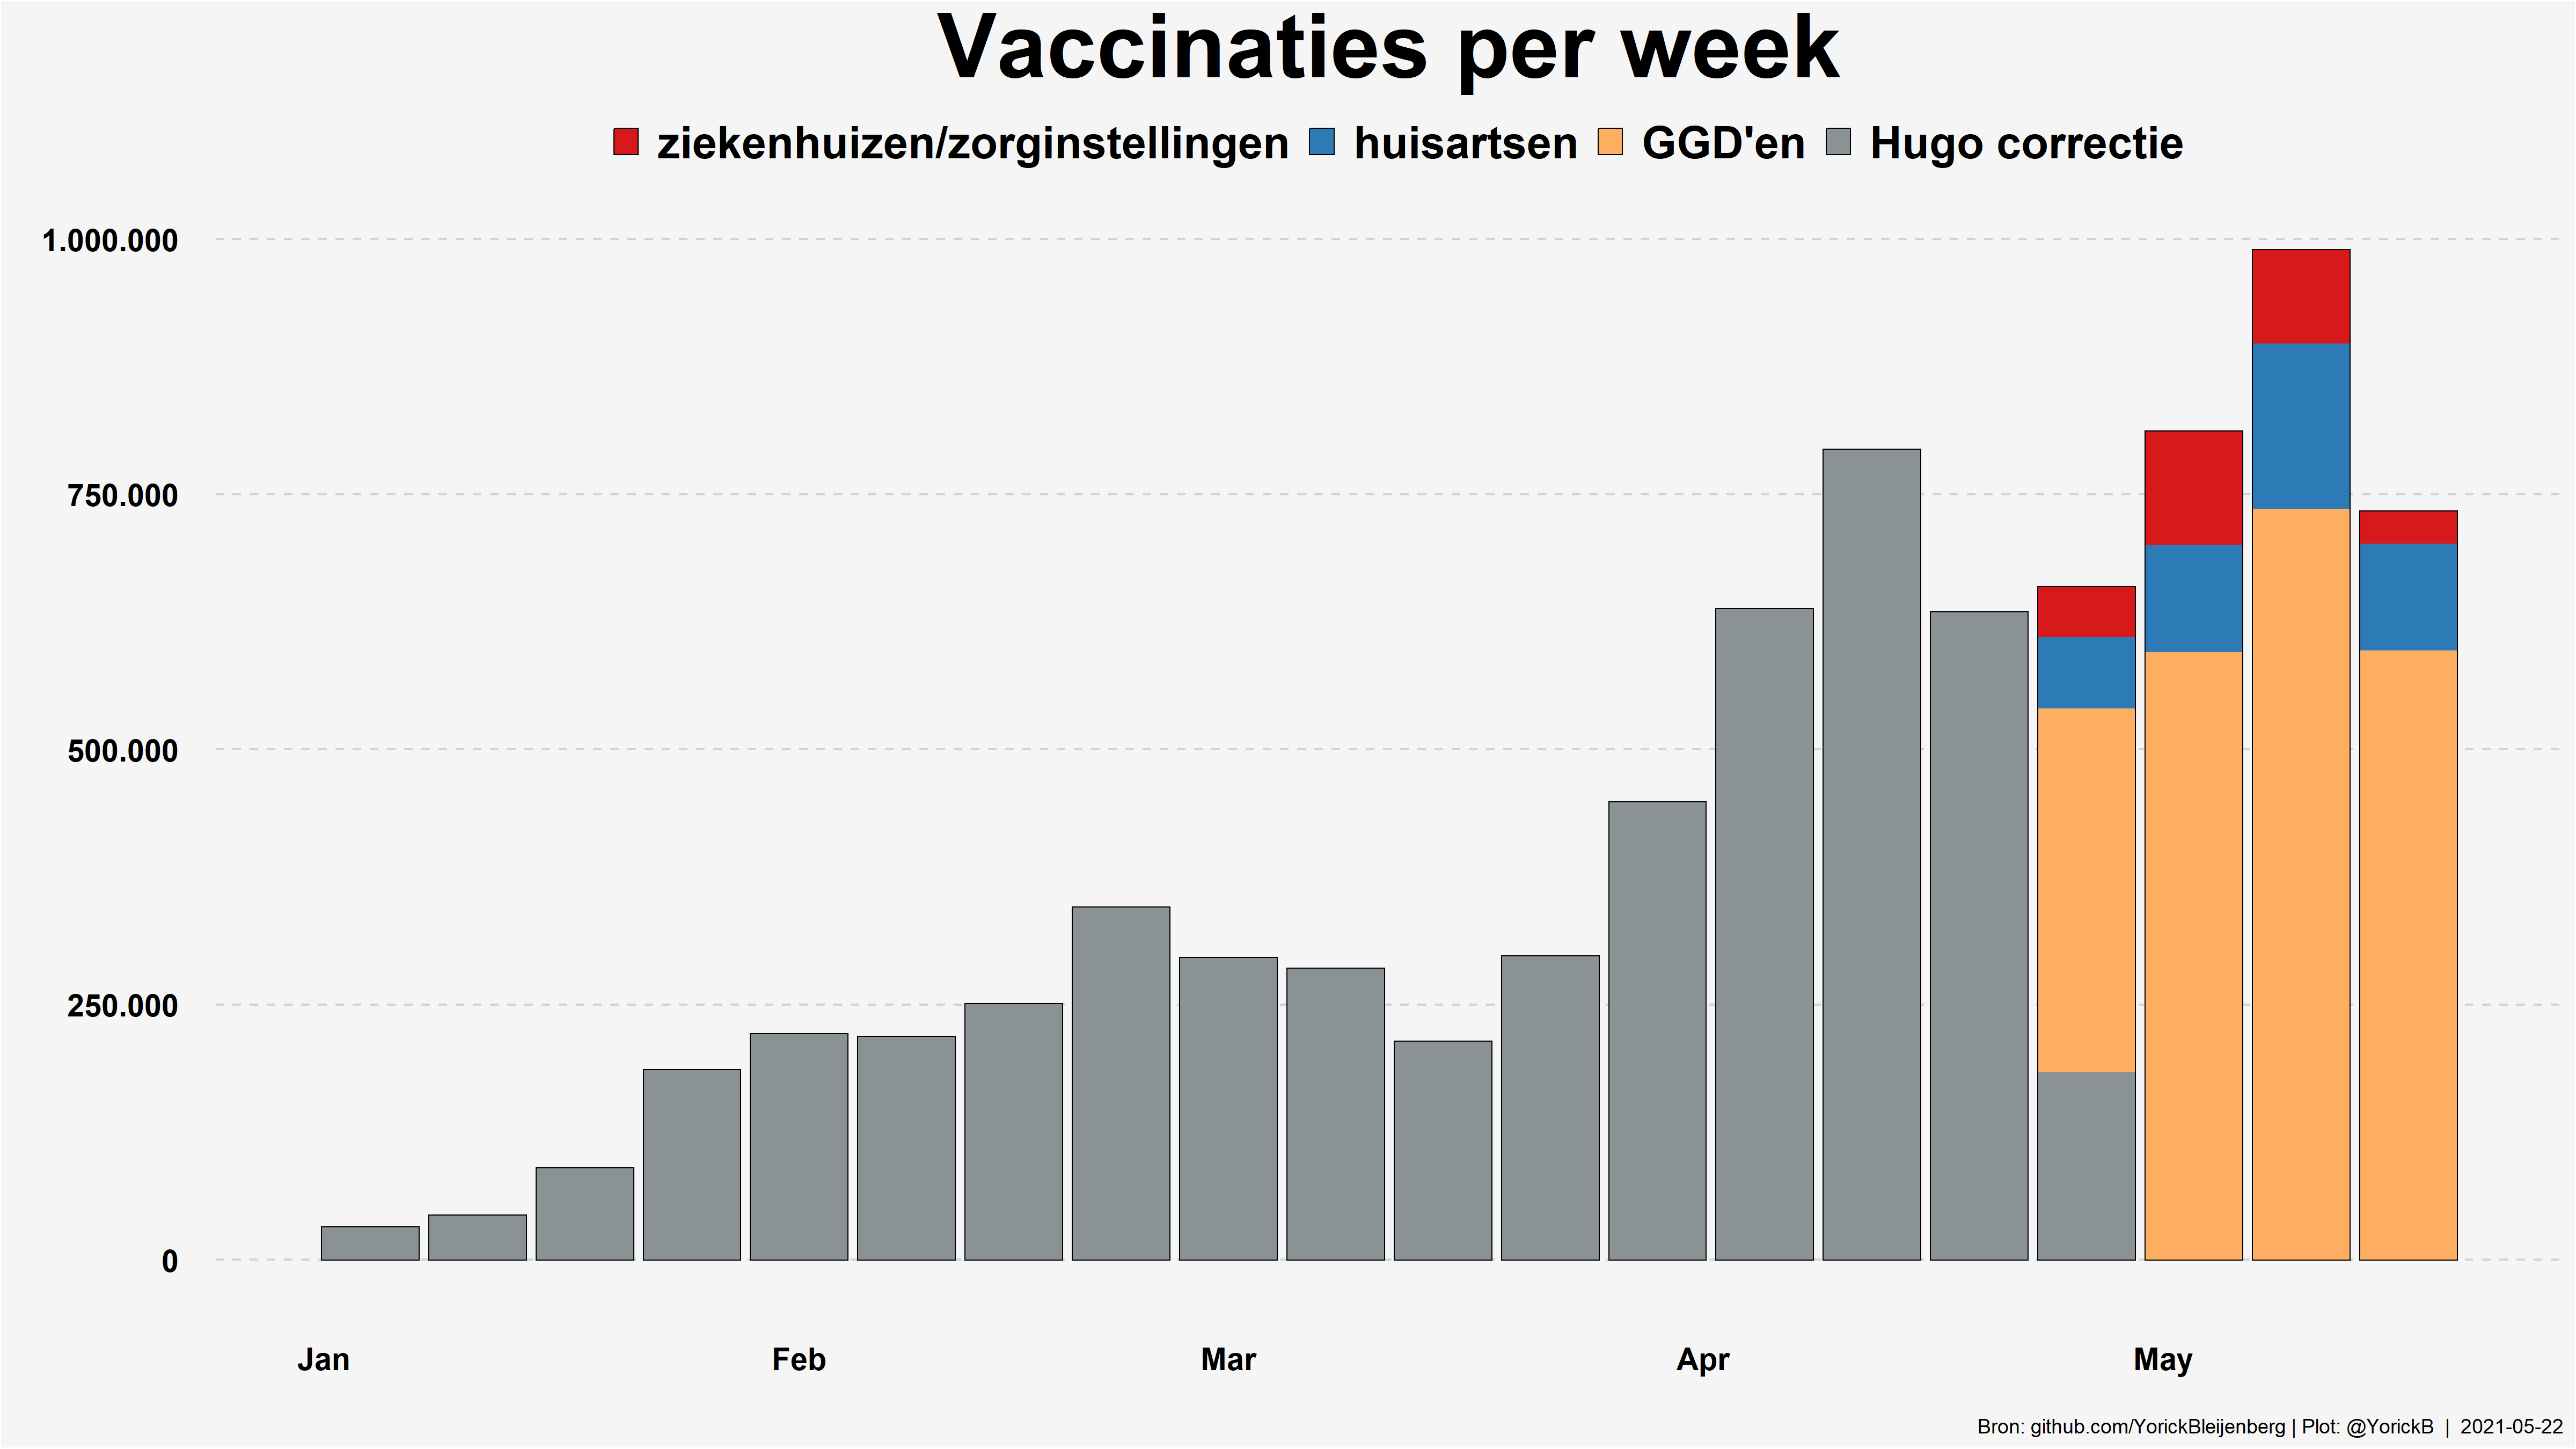 Vaccinaties per week
ziekenhuizen/zorginstellingen huisartsen GGD'en Hugo correctie
1.000.000
750.000
500.000
250.000
0
Jan Feb Mar Apr May
Bron: github.com/YorickBleijenberg | Plot: @YorickB | 2021-05-22